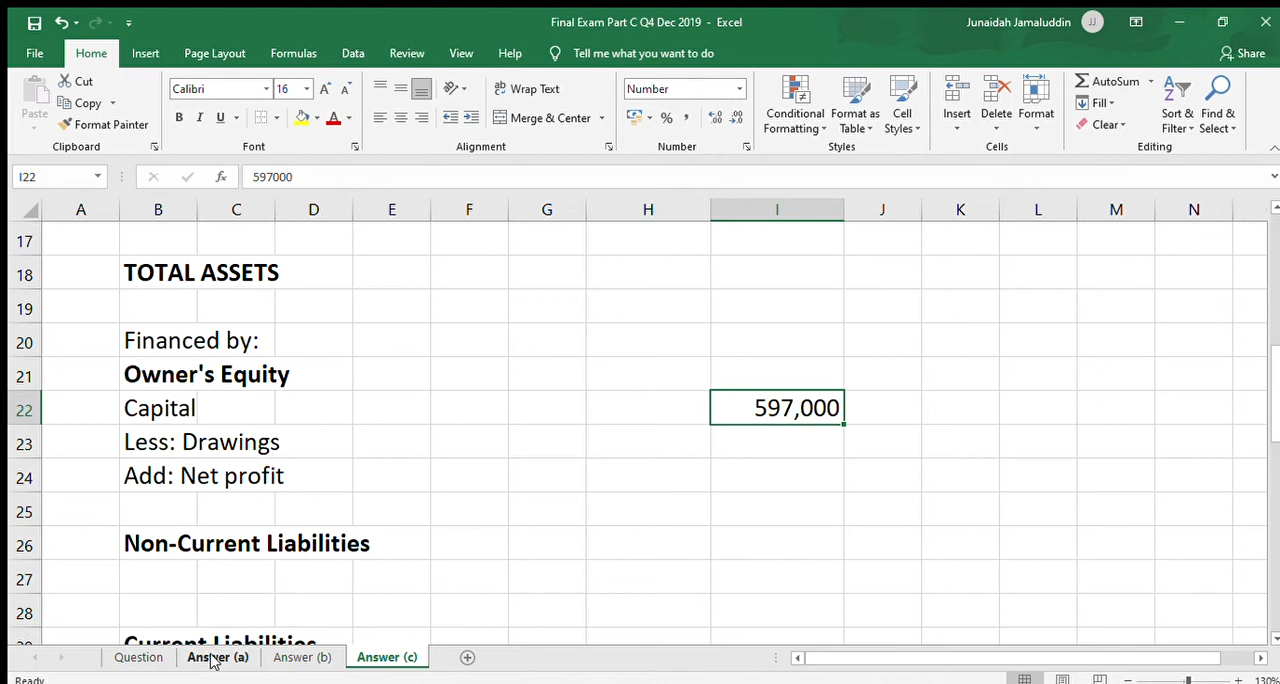 Final Exam Part C Q4 Dec 2019 - Excel
Junaidah Jamaluddin
JJ
File Home Insert Page Layout Formulas Data Review View Help Tell me what you want to do
Share
Paste
Cut
Copy
Format Painter
Clipboard
Calibri 16
B I U
Font
Wrap Text
Merge & Center
Alignment
Number
Number
Conditional Formatting
Format as Table
Cell Styles
Styles
Insert Delete Format
Cells
AutoSum
Fill
Clear
Sort & Filter
Find & Select
Editing
I22 fx 597000
A B C D E F G H I J K L M N
17
18 TOTAL ASSETS
19
20 Financed by:
21 Owner's Equity
22 Capital 597,000
23 Less: Drawings
24 Add: Net profit
25
26 Non-Current Liabilities
27
28
29 Current Liabilities
Question Answer (a) Answer (b) Answer (c)
Ready 130%